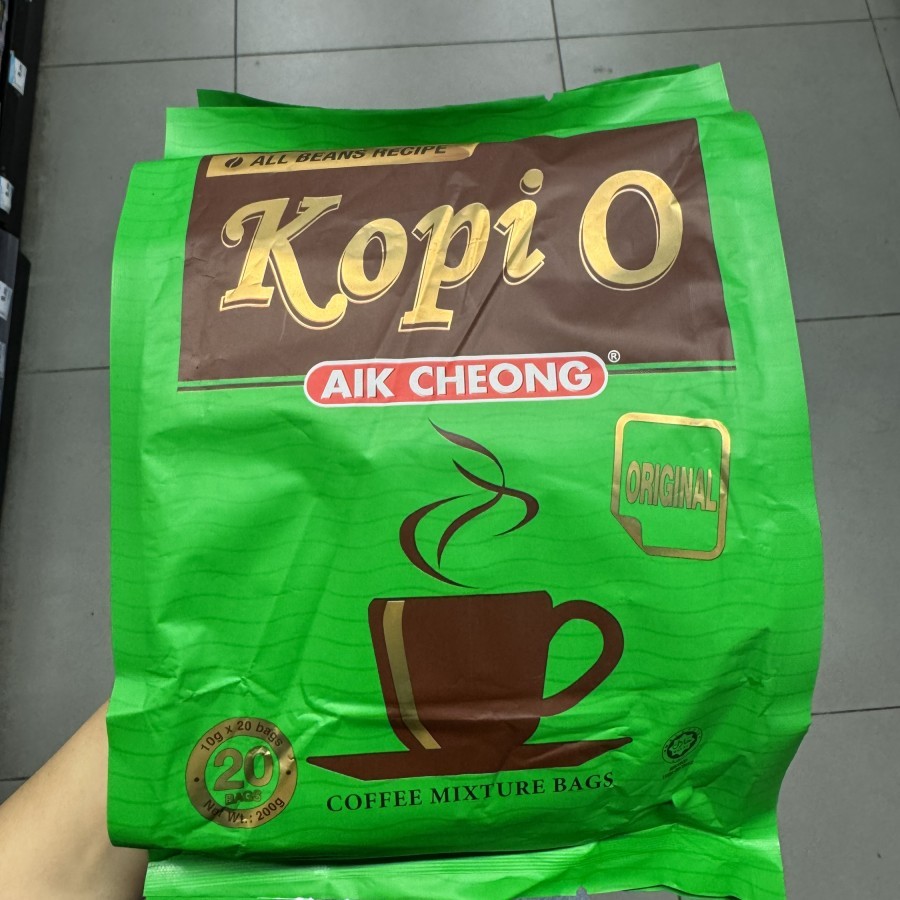 ALL BEANS RECIPE
Kopi O
AIK CHEONG®
ORIGINAL
10g x 20 bags
20
BAGS
Net Wt.: 200g
COFFEE MIXTURE BAGS